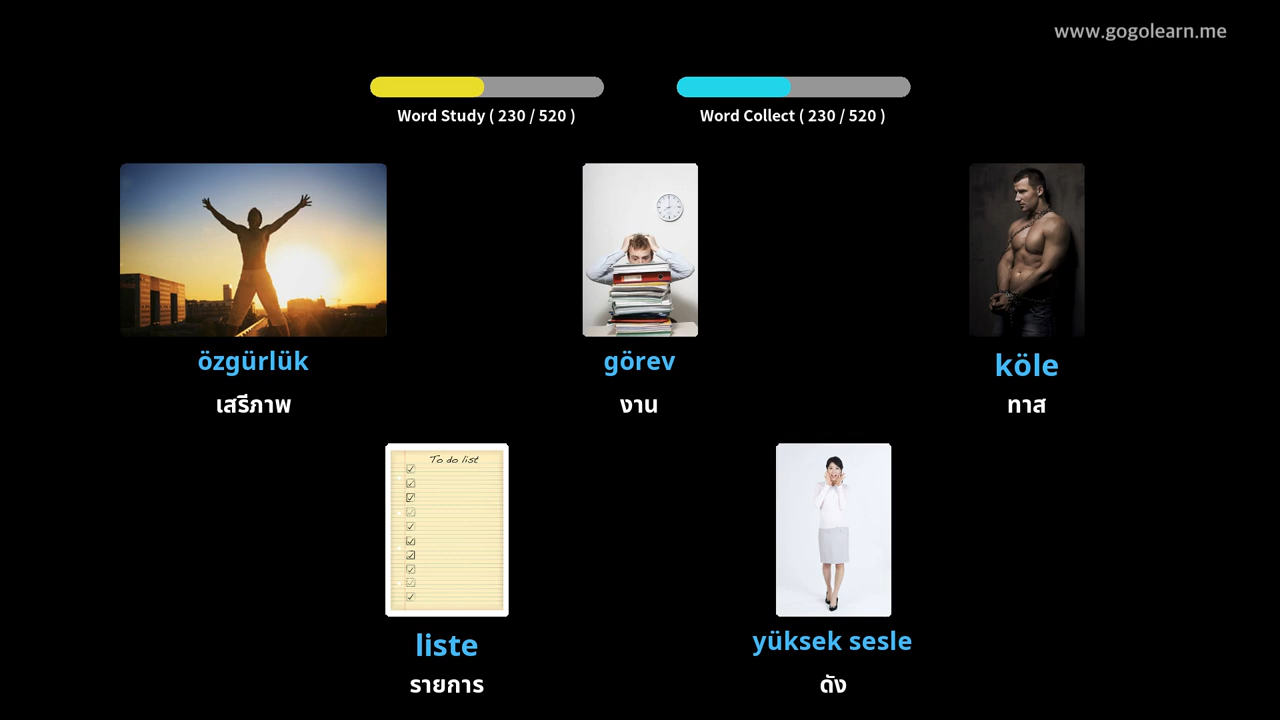 www.gogolearn.me
Word Study ( 230 / 520 )
Word Collect ( 230 / 520 )
özgürlük
เสรีภาพ
görev
งาน
köle
ทาส
To do list
liste
รายการ
yüksek sesle
ดัง